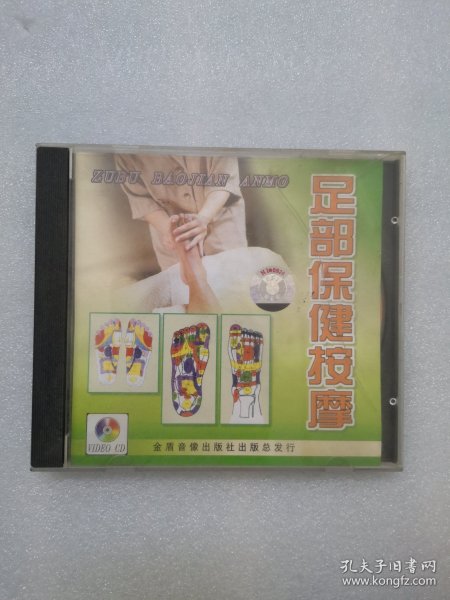 ZUBU BAOJIAN ANMO
足部保健按摩
VIDEO CD
金盾音像出版社出版总发行
孔夫子旧书网
www.kongfz.com